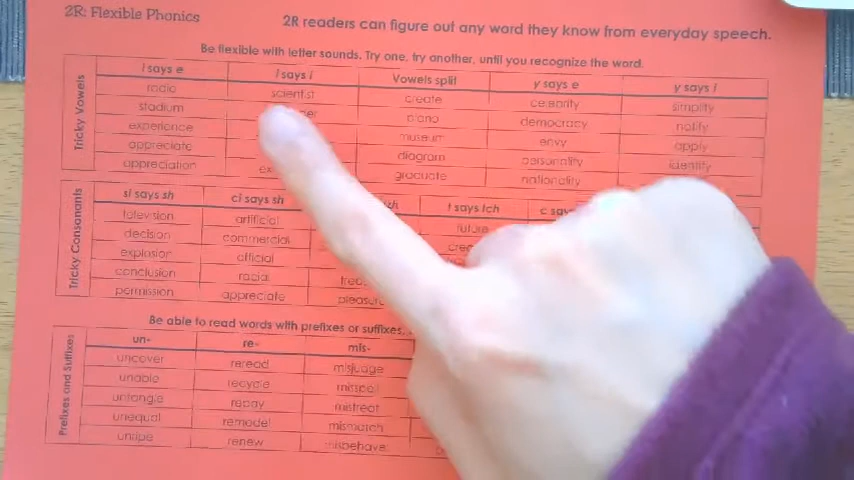 2R: Flexible Phonics
2R readers can figure out any word they know from everyday speech.
Be flexible with letter sounds. Try one, try another, until you recognize the word.
Tricky Vowels
i says e i says i Vowels split y says e y says i
radio scientist create celebrity simplify
stadium piano democracy notify
experience museum economy apply
appreciate diagram personality identify
appreciation graduate nationality
Tricky Consonants
si says sh ci says sh t says tch
television artificial future
decision commercial
explosion official
conclusion racial
permission appreciate pleasure
Be able to read words with prefixes or suffixes.
Prefixes and Suffixes
un- re- mis-
uncover reread misjudge
unable recycle misspell
untangle repay mistreat
unequal remodel mismatch
unripe renew misbehave